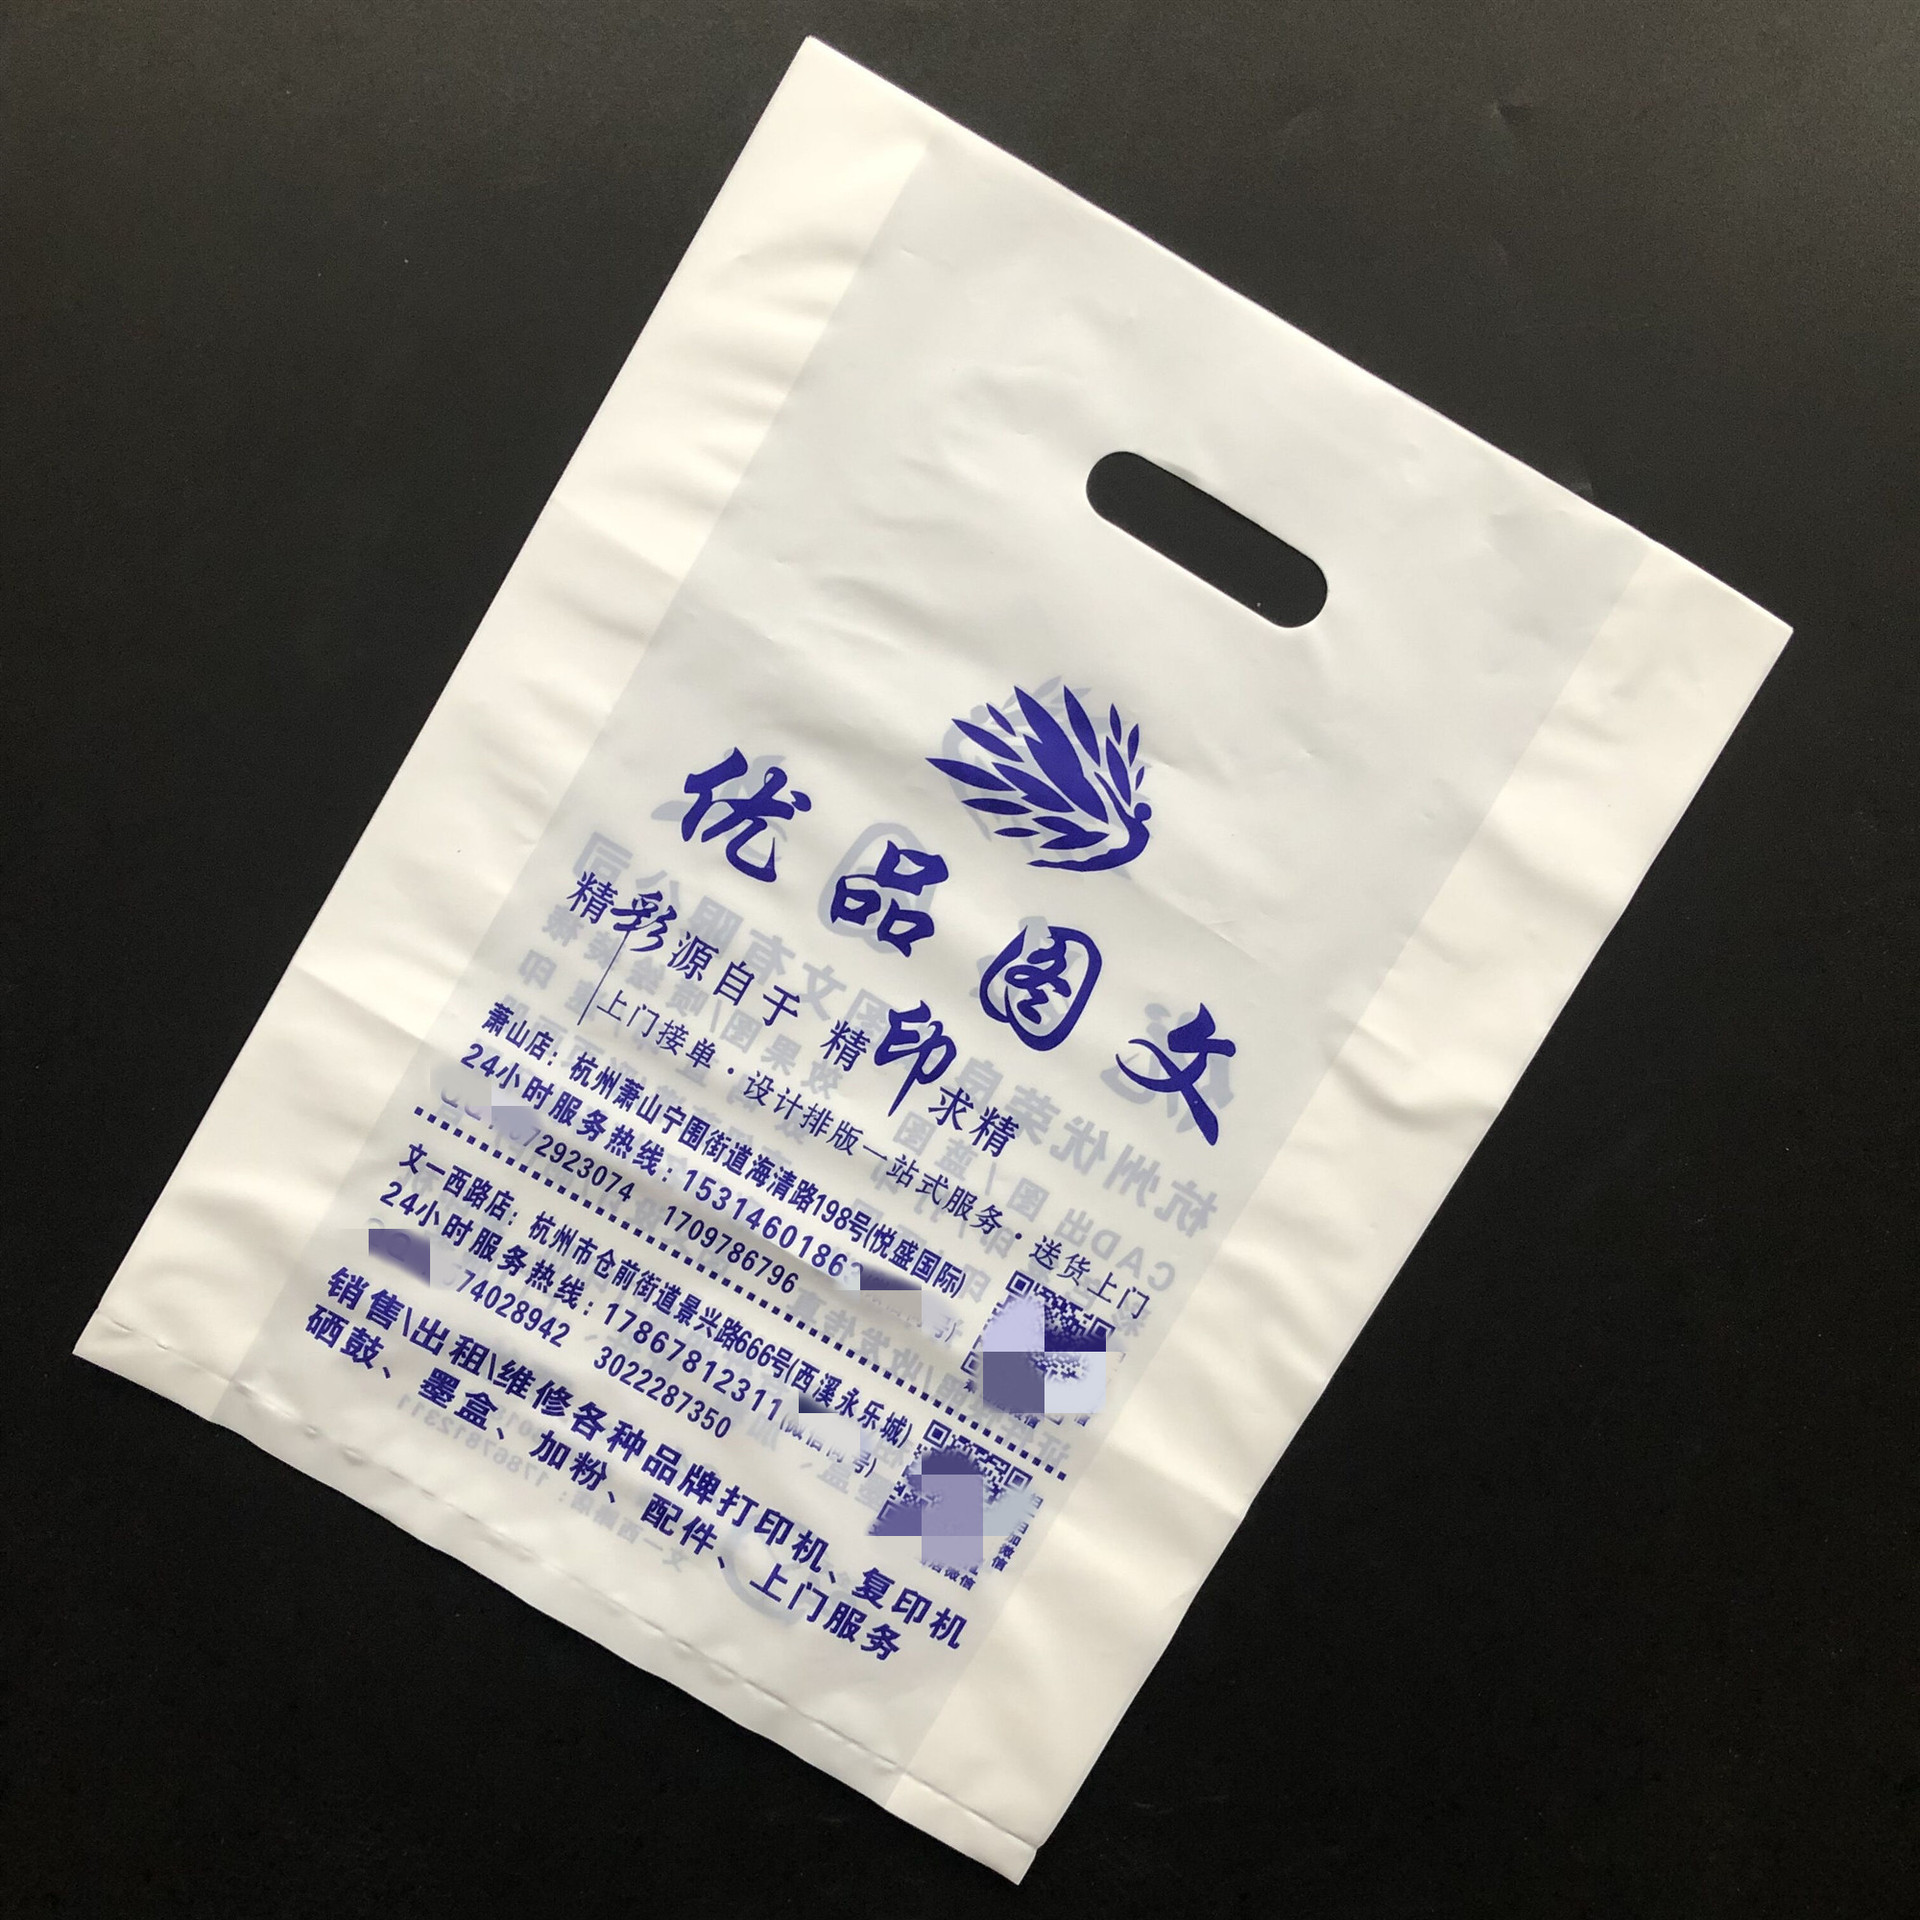 优品图文
精彩源自于 精印求精
上门接单·设计排版一站式服务·送货上门
萧山店：杭州萧山宁围街道海清路198号(悦盛国际)
24小时服务热线：1531460186
72923074 1709786796
文一西路店：杭州市仓前街道景兴路666号(西溪永乐城)
24小时服务热线：17867812311(微信同号)
74028942 3022287350
销售\出租\维修各种品牌打印机、复印机
硒鼓、墨盒、加粉、配件、上门服务